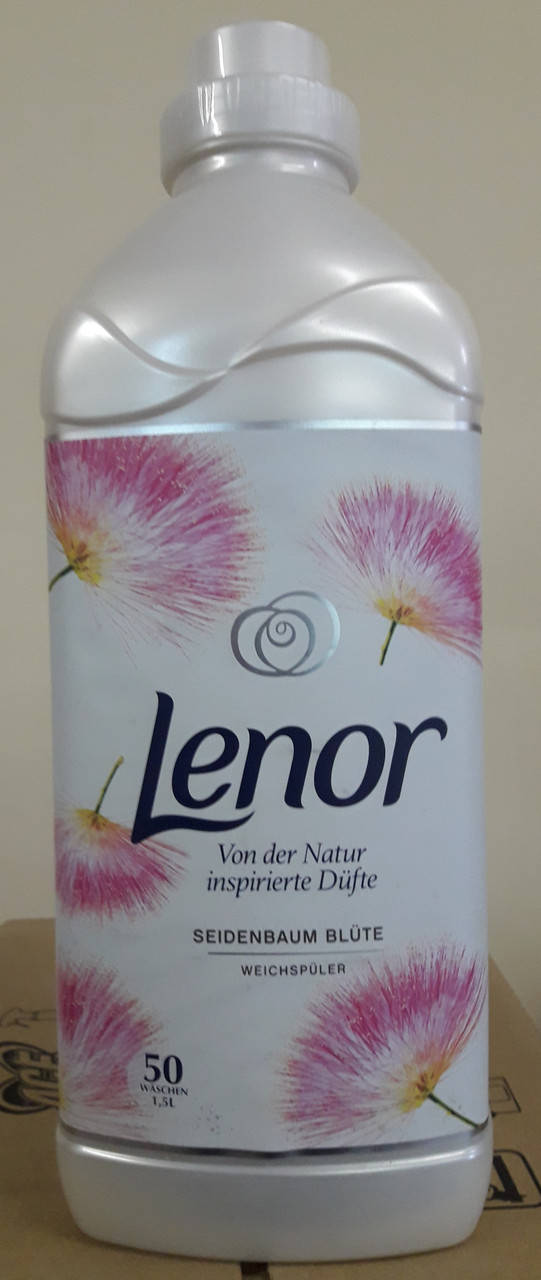 Lenor
Von der Natur
inspirierte Düfte
SEIDENBAUM BLÜTE
WEICHSPÜLER
50
WÄSCHEN
1,5L